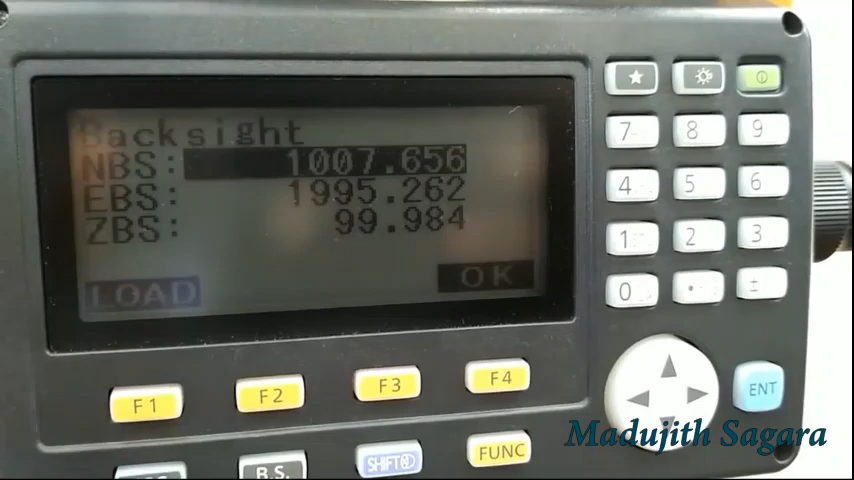 Backsight
NBS: 1007.656
EBS: 1995.262
ZBS: 99.984
LOAD OK
7 8 9
4 5 6
1 2 3
0 . ±
F1 F2 F3 F4
ENT
B.S. SHIFT FUNC
Madujith Sagara